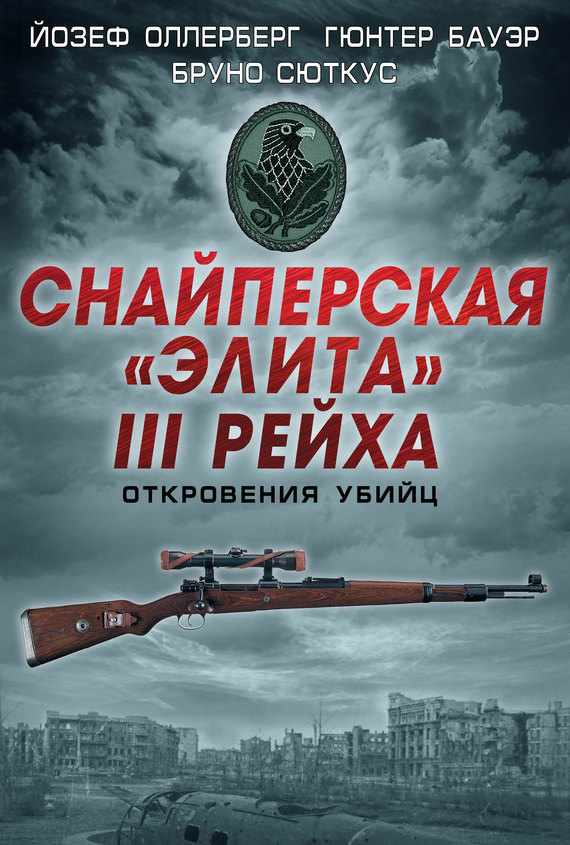 ЙОЗЕФ ОЛЛЕРБЕРГ ГЮНТЕР БАУЭР
БРУНО СЮТКУС
СНАЙПЕРСКАЯ
«ЭЛИТА»
III РЕЙХА
ОТКРОВЕНИЯ УБИЙЦ